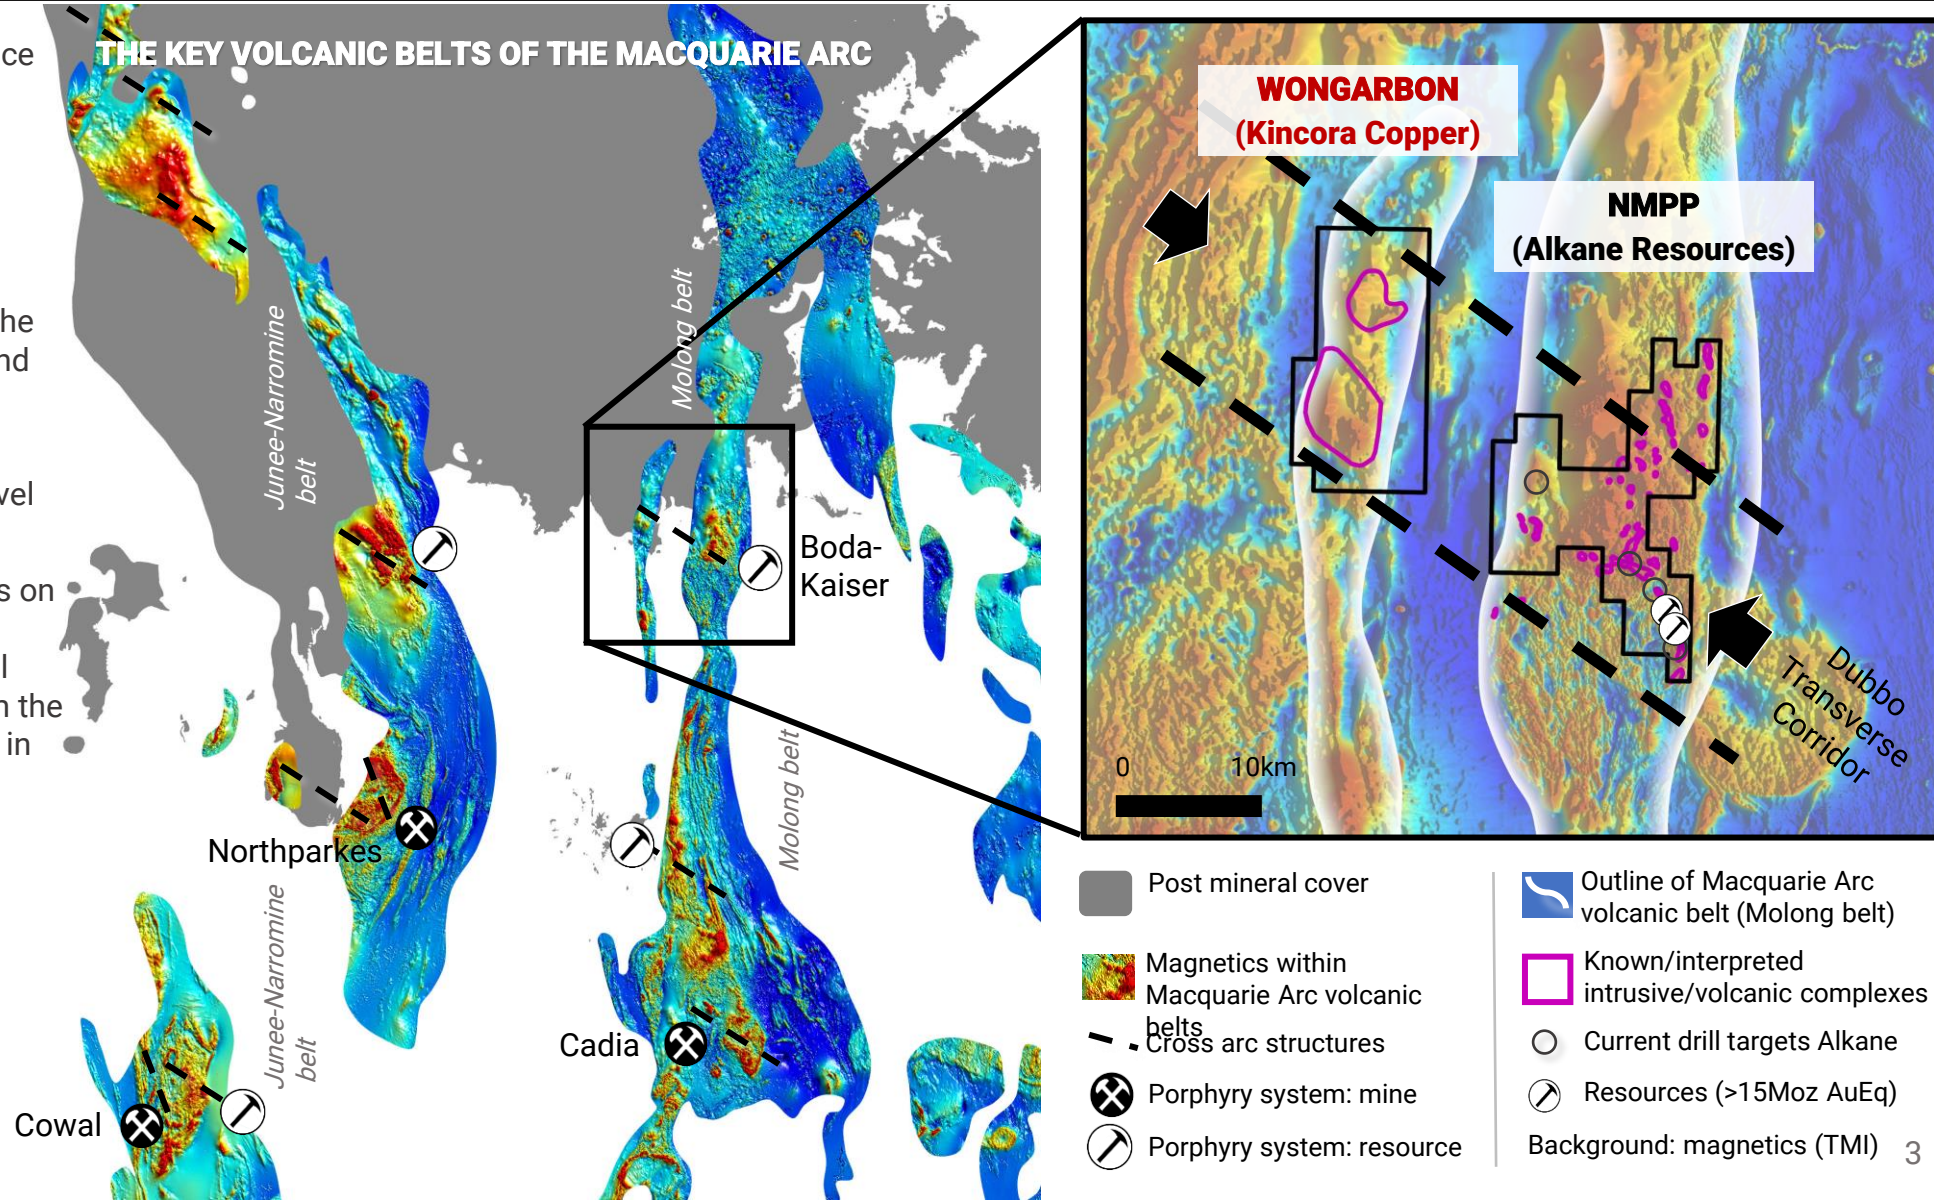 ce
he
nd
vel
s on
l
n the
in
THE KEY VOLCANIC BELTS OF THE MACQUARIE ARC
Junee-Narromine
belt
Molong belt
Boda-
Kaiser
Northparkes
Molong belt
Junee-Narromine
belt
Cadia
Cowal
WONGARBON
(Kincora Copper)
NMPP
(Alkane Resources)
Dubbo
Transverse
Corridor
0 10km
Post mineral cover
Magnetics within
Macquarie Arc volcanic
belts
Cross arc structures
Porphyry system: mine
Porphyry system: resource
Outline of Macquarie Arc
volcanic belt (Molong belt)
Known/interpreted
intrusive/volcanic complexes
Current drill targets Alkane
Resources (>15Moz AuEq)
Background: magnetics (TMI)
3